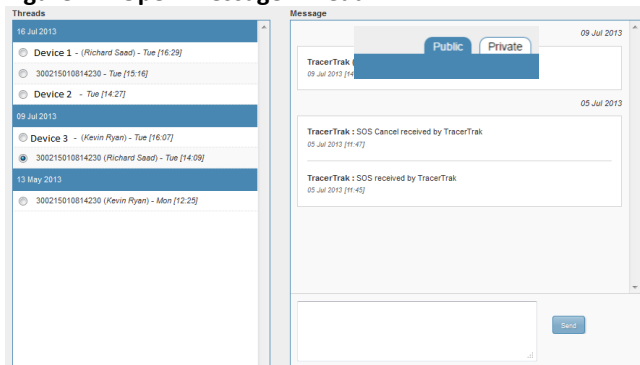 Threads
16 Jul 2013
Device 1 - (Richard Saad) - Tue [16:29]
300215010814230 - Tue [15:16]
Device 2 - Tue [14:27]
09 Jul 2013
Device 3 - (Kevin Ryan) - Tue [16:07]
300215010814230 (Richard Saad) - Tue [14:09]
13 May 2013
300215010814230 (Kevin Ryan) - Mon [12:25]
Message
09 Jul 2013
Public Private
TracerTrak
09 Jul 2013 [14
05 Jul 2013
TracerTrak : SOS Cancel received by TracerTrak
05 Jul 2013 [11:47]
TracerTrak : SOS received by TracerTrak
05 Jul 2013 [11:45]
Send